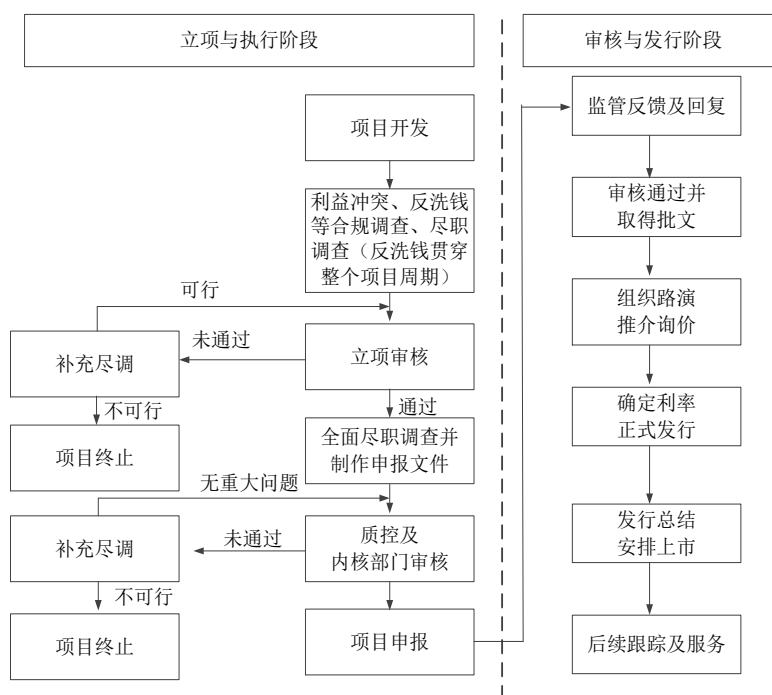 立项与执行阶段
项目开发
利益冲突、反洗钱
等合规调查、尽职
调查（反洗钱贯穿
整个项目周期）
可行
立项审核
未通过
补充尽调
不可行
项目终止
通过
全面尽职调查并
制作申报文件
无重大问题
质控及
内核部门审核
未通过
补充尽调
不可行
项目终止
项目申报
审核与发行阶段
监管反馈及回复
审核通过并
取得批文
组织路演
推介询价
确定利率
正式发行
发行总结
安排上市
后续跟踪及服务